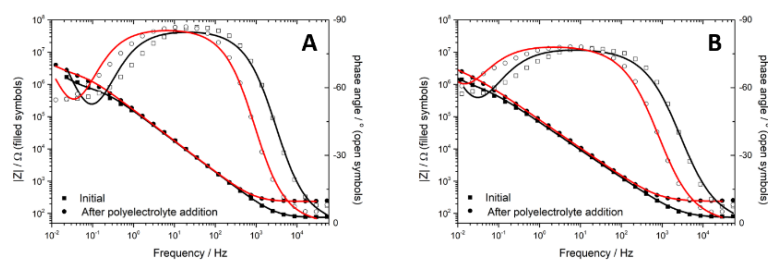 A
10⁸
10⁷
10⁶
10⁵
10⁴
10³
10²
|Z| / Ω (filled symbols)
-90
-60
-30
0
phase angle / ° (open symbols)
Initial
After polyelectrolyte addition
10⁻² 10⁻¹ 10⁰ 10¹ 10² 10³ 10⁴
Frequency / Hz
B
10⁸
10⁷
10⁶
10⁵
10⁴
10³
10²
|Z| / Ω (filled symbols)
-90
-60
-30
0
phase angle / ° (open symbols)
Initial
After polyelectrolyte addition
10⁻² 10⁻¹ 10⁰ 10¹ 10² 10³ 10⁴
Frequency / Hz